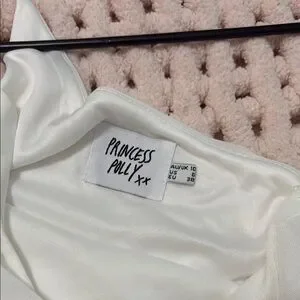 PRINCESS
POLLY xx
AU/UK 10
US 6
EU 38